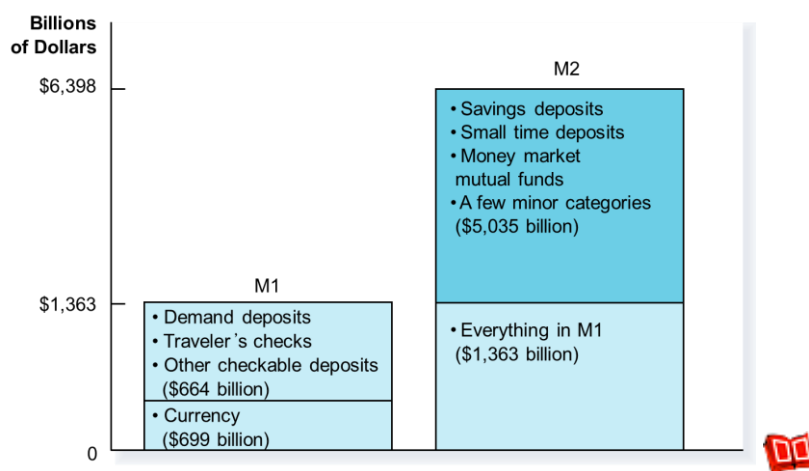 Billions
of Dollars
$6,398
M2
• Savings deposits
• Small time deposits
• Money market
mutual funds
• A few minor categories
($5,035 billion)
$1,363
M1
• Demand deposits
• Traveler’s checks
• Other checkable deposits
($664 billion)
• Currency
($699 billion)
• Everything in M1
($1,363 billion)
0